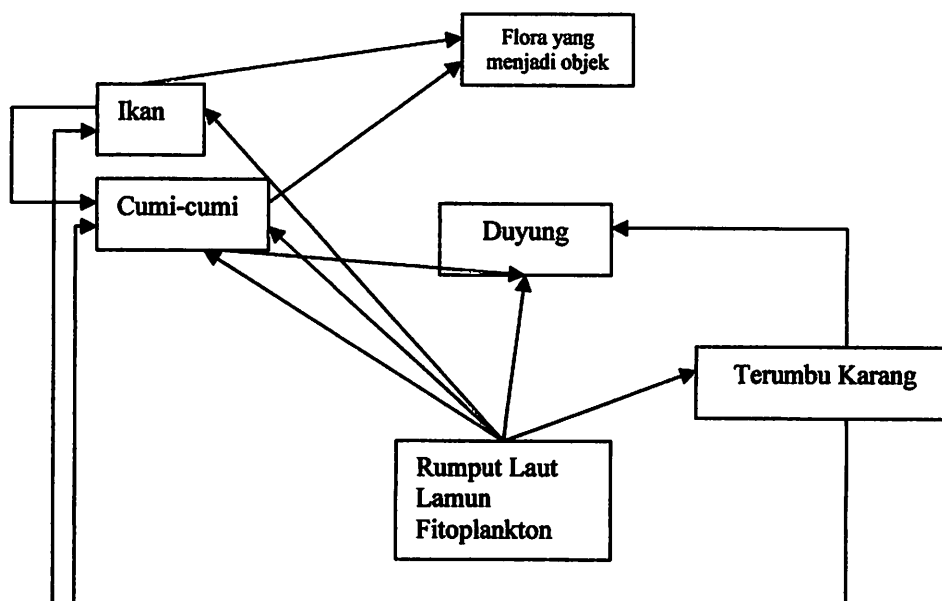 Flora yang
menjadi objek
Ikan
Cumi-cumi
Duyung
Terumbu Karang
Rumput Laut
Lamun
Fitoplankton